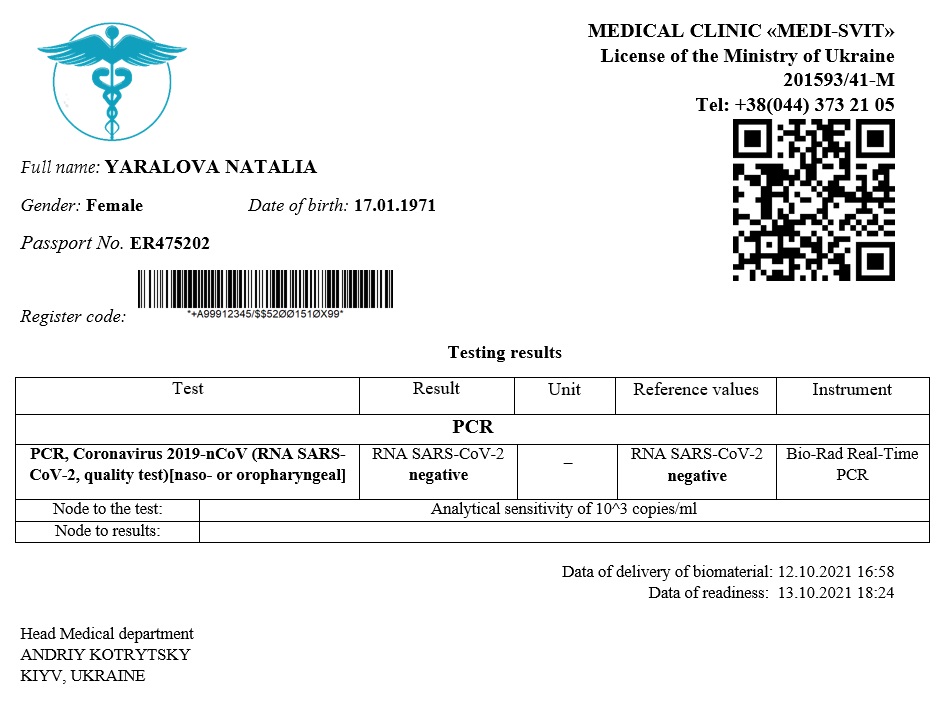 MEDICAL CLINIC «MEDI-SVIT»
License of the Ministry of Ukraine
201593/41-M
Tel: +38(044) 373 21 05
Full name: YARALOVA NATALIA
Gender: Female Date of birth: 17.01.1971
Passport No. ER475202
Register code:
*+A99912345/$$52ØØ151ØX99*
Testing results
Test Result Unit Reference values Instrument
PCR
PCR, Coronavirus 2019-nCoV (RNA SARS- RNA SARS-CoV-2 – RNA SARS-CoV-2 Bio-Rad Real-Time
CoV-2, quality test)[naso- or oropharyngeal] negative negative PCR
Node to the test: Analytical sensitivity of 10^3 copies/ml
Node to results:
Data of delivery of biomaterial: 12.10.2021 16:58
Data of readiness: 13.10.2021 18:24
Head Medical department
ANDRIY KOTRYTSKY
KIYV, UKRAINE